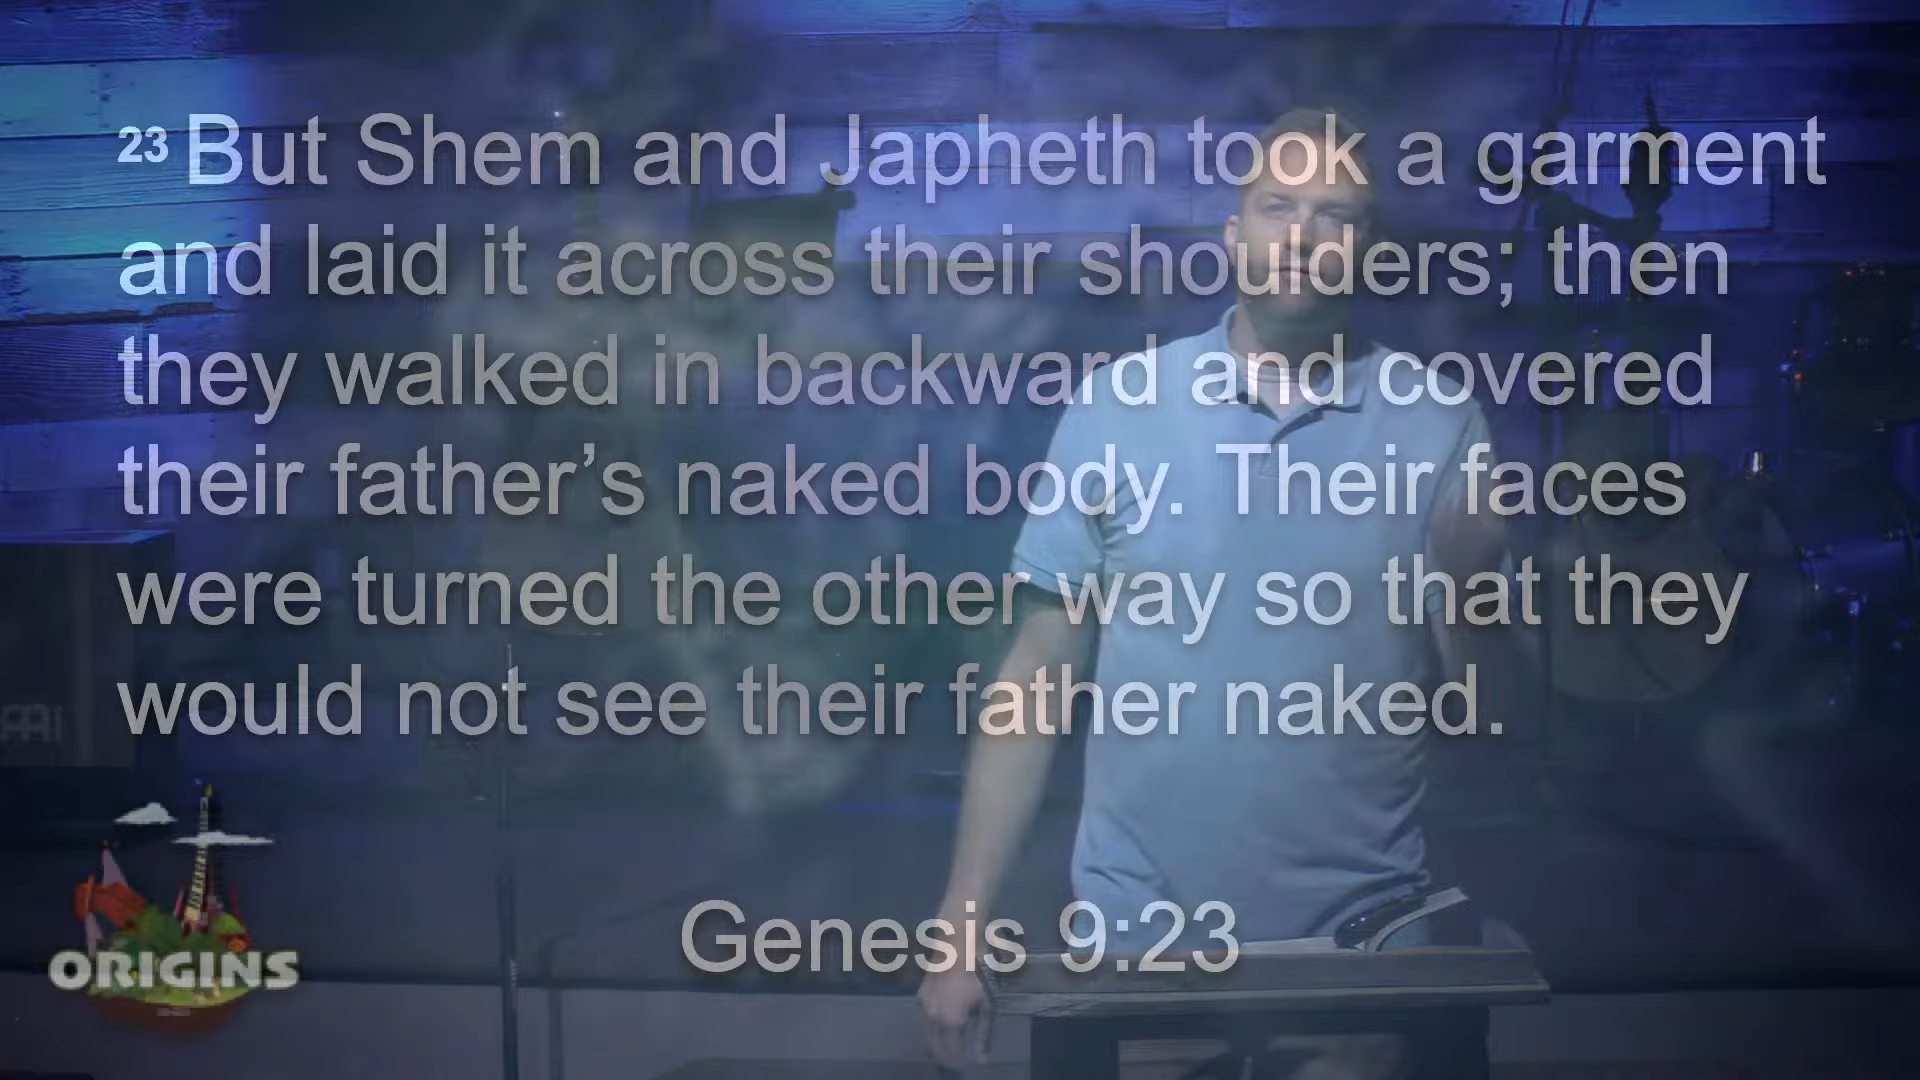 23 But Shem and Japheth took a garment
and laid it across their shoulders; then
they walked in backward and covered
their father’s naked body. Their faces
were turned the other way so that they
would not see their father naked.
Genesis 9:23
ORIGINS